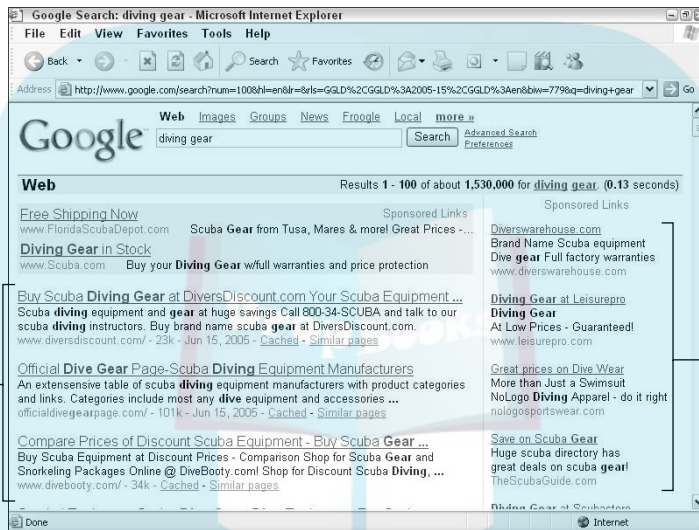 Google Search: diving gear - Microsoft Internet Explorer
File Edit View Favorites Tools Help
Back Search Favorites
Address http://www.google.com/search?num=100&hl=en&lr=&rls=GGLD%2CGGLD%3A2005-15%2CGGLD%3Aen&biw=779&q=diving+gear Go
Web Images Groups News Froogle Local more »
Google diving gear Search Advanced Search
Preferences
Web Results 1 - 100 of about 1,530,000 for diving gear. (0.13 seconds)
Free Shipping Now Sponsored Links
www.FloridaScubaDepot.com Scuba Gear from Tusa, Mares & more! Great Prices -...
Diving Gear in Stock
www.Scuba.com Buy your Diving Gear w/full warranties and price protection
Buy Scuba Diving Gear at DiversDiscount.com Your Scuba Equipment ...
Scuba diving equipment and gear at huge savings Call 800-34-SCUBA and talk to our
scuba diving instructors. Buy brand name scuba gear at DiversDiscount.com.
www.diversdiscount.com/ - 23k - Jun 15, 2005 - Cached - Similar pages
Official Dive Gear Page-Scuba Diving Equipment Manufacturers
An extensensive table of scuba diving equipment manufacturers with product categories
and links. Categories include most any dive equipment and accessories ...
officialdivegearpage.com/ - 101k - Jun 15, 2005 - Cached - Similar pages
Compare Prices of Discount Scuba Equipment - Buy Scuba Gear ...
Buy Scuba Equipment at Discount Prices - Comparison Shop for Scuba Gear and
Snorkeling Packages Online @ DiveBooty.com! Shop for Discount Scuba Diving, ...
www.divebooty.com/ - 34k - Cached - Similar pages
Sponsored Links
Diverswarehouse.com
Brand Name Scuba equipment
Dive gear Full factory warranties
www.diverswarehouse.com
Diving Gear at Leisurepro
Diving Gear
At Low Prices - Guaranteed!
www.leisurepro.com
Great prices on Dive Wear
More than Just a Swimsuit
NoLogo Diving Apparel - do it right
nologosportswear.com
Save on Scuba Gear
Huge scuba directory has
great deals on scuba gear!
TheScubaGuide.com
Diving Gear at Scubastore
Done Internet